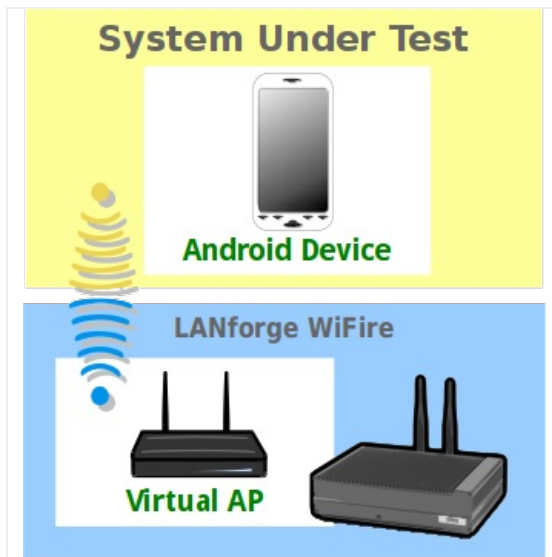 System Under Test
Android Device
LANforge WiFire
Virtual AP